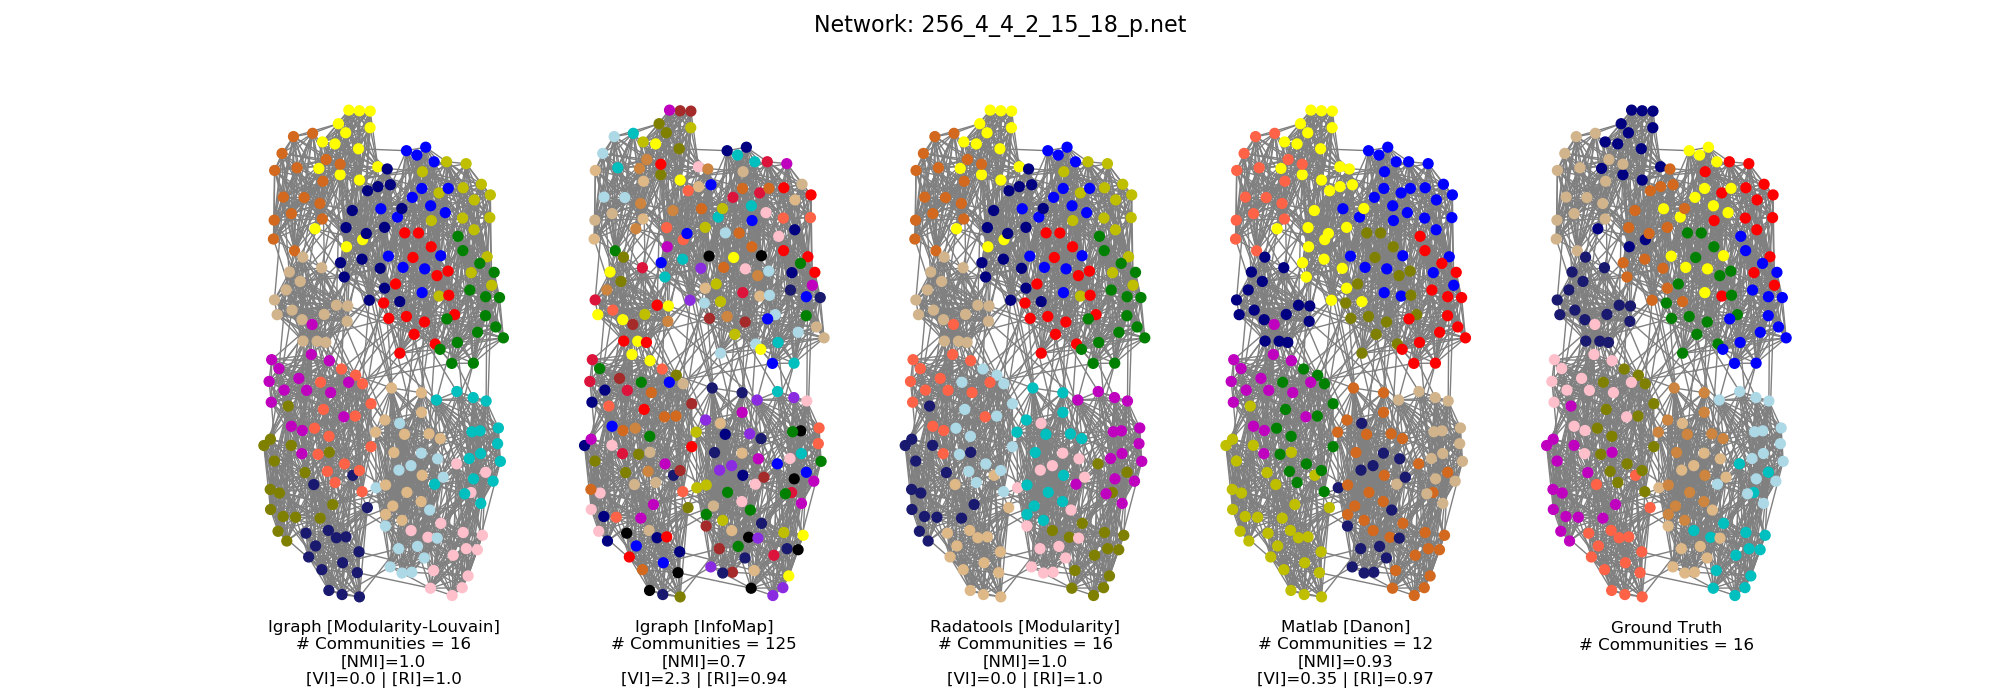 Network: 256_4_4_2_15_18_p.net
Igraph [Modularity-Louvain]
# Communities = 16
[NMI]=1.0
[VI]=0.0 | [RI]=1.0
Igraph [InfoMap]
# Communities = 125
[NMI]=0.7
[VI]=2.3 | [RI]=0.94
Radatools [Modularity]
# Communities = 16
[NMI]=1.0
[VI]=0.0 | [RI]=1.0
Matlab [Danon]
# Communities = 12
[NMI]=0.93
[VI]=0.35 | [RI]=0.97
Ground Truth
# Communities = 16